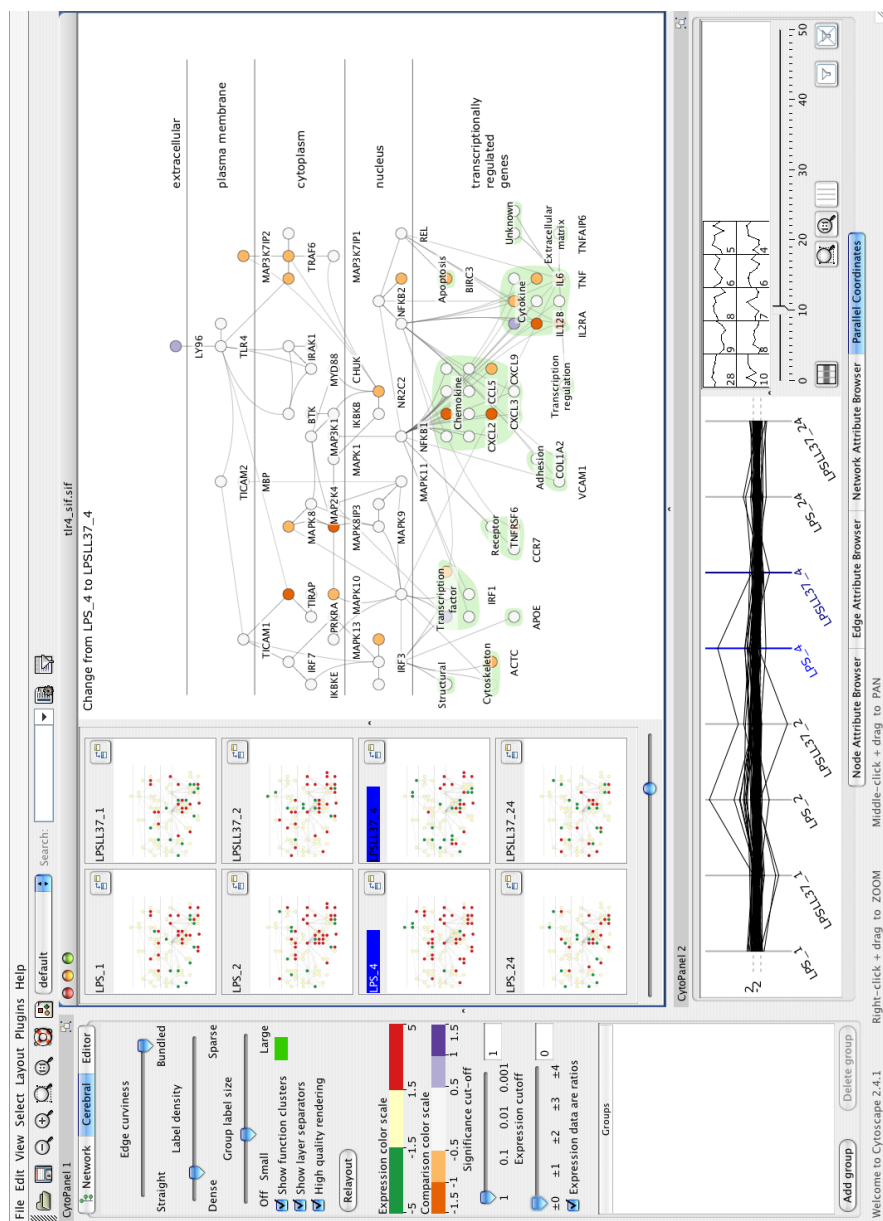 File Edit View Select Layout Plugins Help
default
Search:
CytoPanel 1
Network
Cerebral
Editor
Edge curviness
Straight
Bundled
Label density
Dense
Sparse
Group label size
Off
Small
Large
Show function clusters
Show layer separators
High quality rendering
Relayout
Expression color scale
-5
-1.5
1.5
5
Comparison color scale
-1.5 -1
-0.5
0.5
1
1.5
Significance cut-off
1
0.1
0.01
0.001
1
Expression cutoff
±0
±1
±2
±3
±4
0
Expression data are ratios
Groups
Add group
Delete group
tlr4_sif.sif
LPS_1
LPSLL37_1
LPS_2
LPSLL37_2
LPS_4
LPSLL37_4
LPS_24
LPSLL37_24
Change from LPS_4 to LPSLL37_4
extracellular
LY96
plasma membrane
TICAM2
TLR4
MAP3K7IP2
TICAM1
MBP
cytoplasm
IRF7
TIRAP
MAPK8
BTK
IRAK1
TRAF6
IKBKE
PRKRA
MAP2K4
MYD88
MAP3K1
MAPK13
MAPK10
MAPK8IP3
MAPK1
IKBKB
CHUK
MAP3K7IP1
nucleus
IRF3
MAPK9
NR2C2
NFKB2
MAPK11
NFKB1
REL
transcriptionally
regulated
genes
Structural
Transcription
factor
Receptor
Adhesion
Chemokine
Cytokine
Apoptosis
BIRC3
Unknown
Cytoskeleton
IRF1
TNFRSF6
COL1A2
CXCL2
CCL5
IL12B
IL6
Extracellular
matrix
ACTC
APOE
CCR7
VCAM1
CXCL3
CXCL9
Transcription
regulation
IL2RA
TNF
TNFAIP6
CytoPanel 2
2
-2
LPS_1
LPSLL37_1
LPS_2
LPSLL37_2
LPS_4
LPSLL37_4
LPS_24
LPSLL37_24
28
9
8
6
5
10
8
7
6
4
0
10
20
30
40
50
Node Attribute Browser
Edge Attribute Browser
Network Attribute Browser
Parallel Coordinates
Welcome to Cytoscape 2.4.1
Right-click + drag to ZOOM
Middle-click + drag to PAN